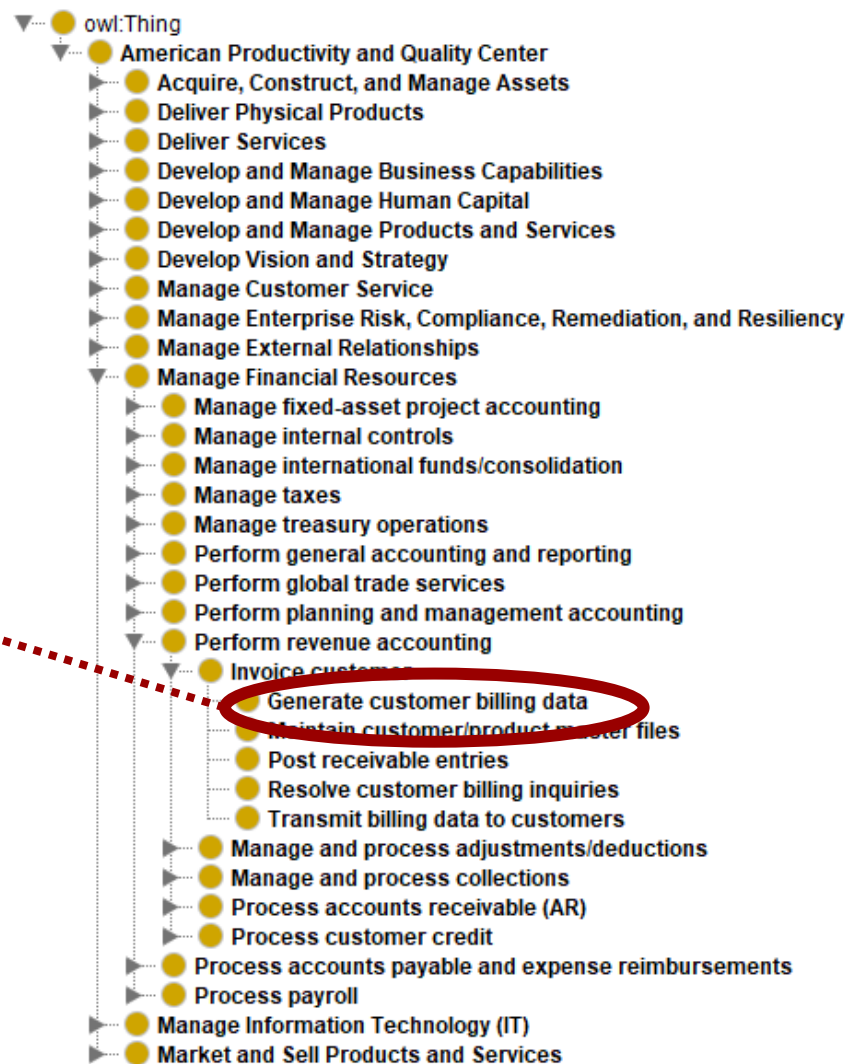 owl:Thing
American Productivity and Quality Center
Acquire, Construct, and Manage Assets
Deliver Physical Products
Deliver Services
Develop and Manage Business Capabilities
Develop and Manage Human Capital
Develop and Manage Products and Services
Develop Vision and Strategy
Manage Customer Service
Manage Enterprise Risk, Compliance, Remediation, and Resiliency
Manage External Relationships
Manage Financial Resources
Manage fixed-asset project accounting
Manage internal controls
Manage international funds/consolidation
Manage taxes
Manage treasury operations
Perform general accounting and reporting
Perform global trade services
Perform planning and management accounting
Perform revenue accounting
Invoice customer
Generate customer billing data
Maintain customer/product master files
Post receivable entries
Resolve customer billing inquiries
Transmit billing data to customers
Manage and process adjustments/deductions
Manage and process collections
Process accounts receivable (AR)
Process customer credit
Process accounts payable and expense reimbursements
Process payroll
Manage Information Technology (IT)
Market and Sell Products and Services